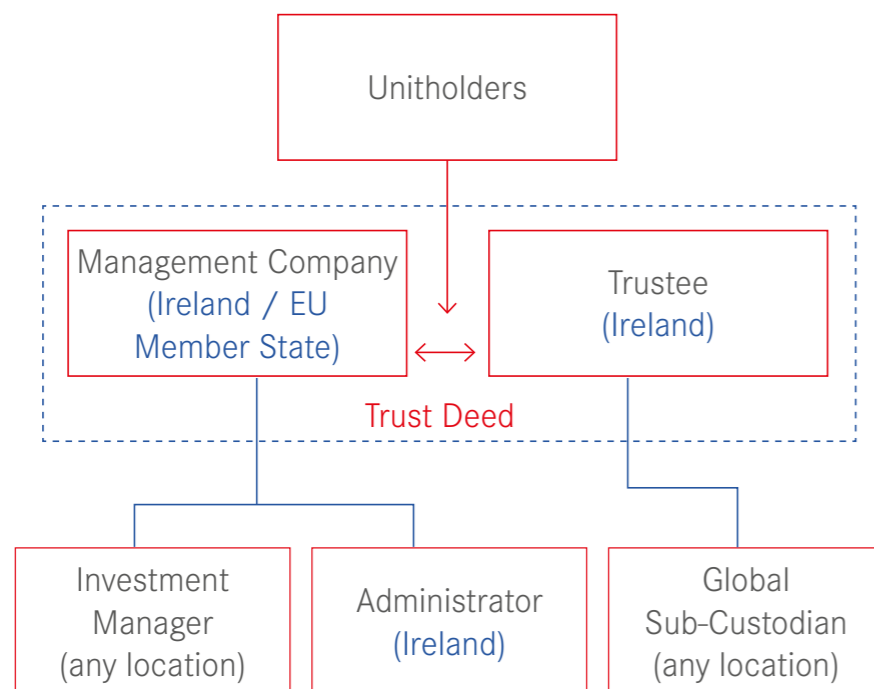 Unitholders
Management Company
(Ireland / EU
Member State)
Trustee
(Ireland)
Trust Deed
Investment
Manager
(any location)
Administrator
(Ireland)
Global
Sub-Custodian
(any location)